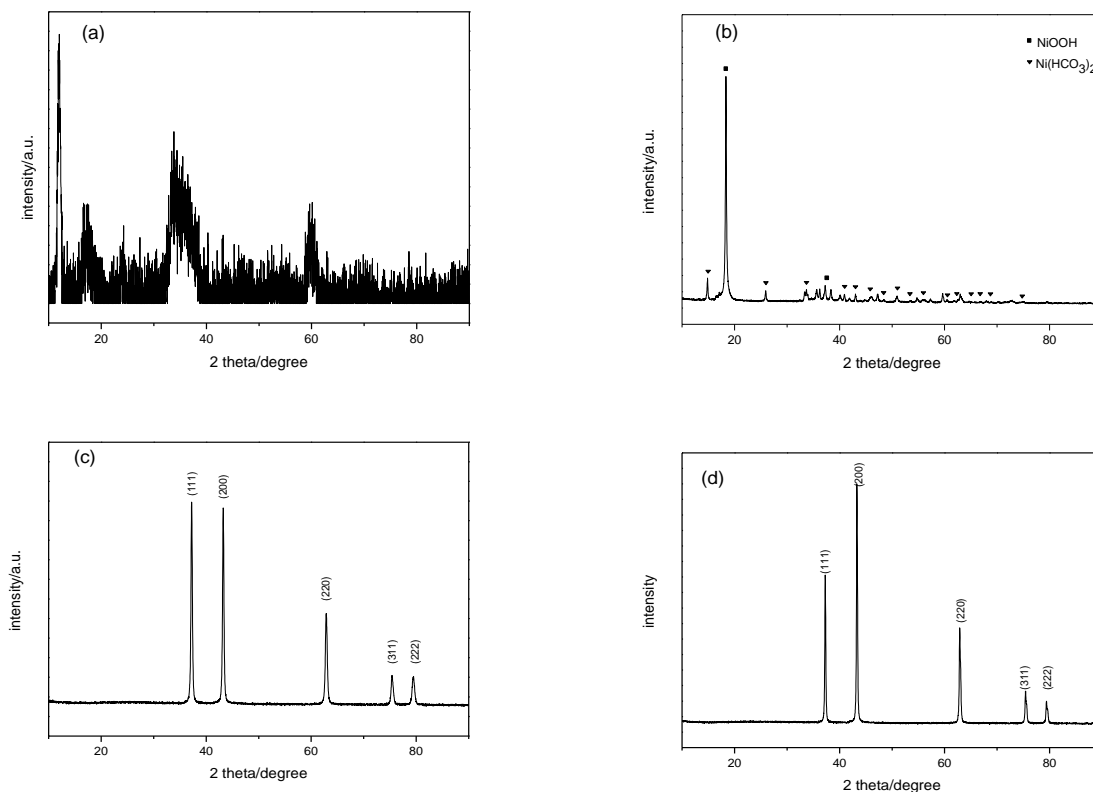 (a)
intensity/a.u.
20 40 60 80
2 theta/degree
(b)
■ NiOOH
▼ Ni(HCO3)2
intensity/a.u.
20 40 60 80
2 theta/degree
(c)
(111)
(200)
(220)
(311)
(222)
intensity/a.u.
20 40 60 80
2 theta/degree
(d)
(200)
(111)
(220)
(311)
(222)
intensity
20 40 60 80
2 theta/degree